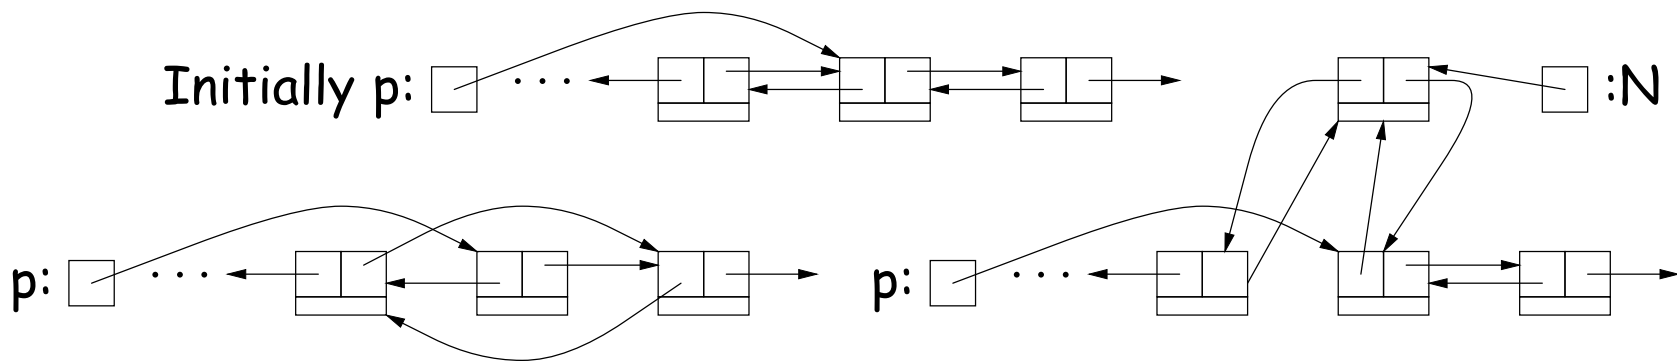 Initially p: . . . :N
p: . . . p: . . .